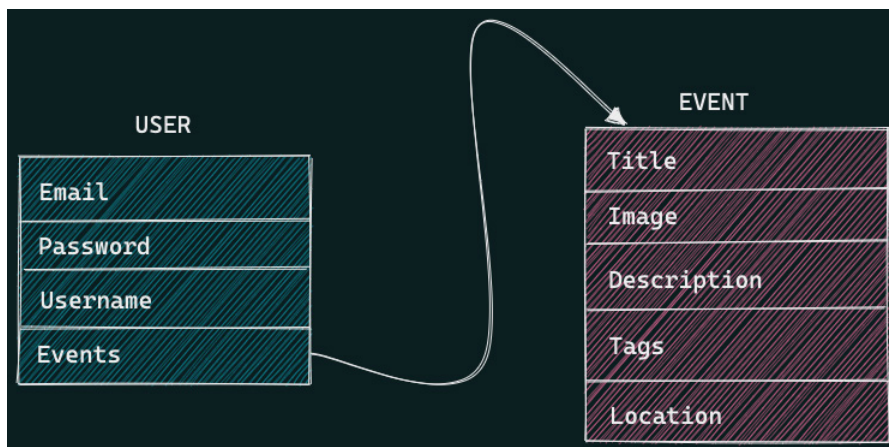 USER
Email
Password
Username
Events
EVENT
Title
Image
Description
Tags
Location